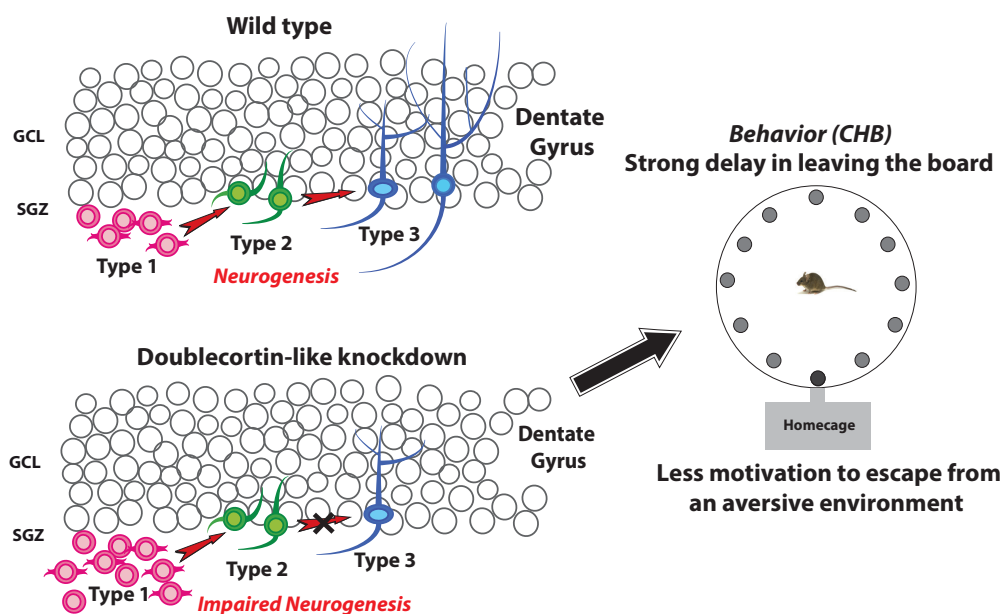 Wild type
GCL
Dentate
Gyrus
SGZ
Type 1
Type 2
Type 3
Neurogenesis
Doublecortin-like knockdown
GCL
Dentate
Gyrus
SGZ
Type 1
Type 2
Type 3
Impaired Neurogenesis
Behavior (CHB)
Strong delay in leaving the board
Homecage
Less motivation to escape from
an aversive environment